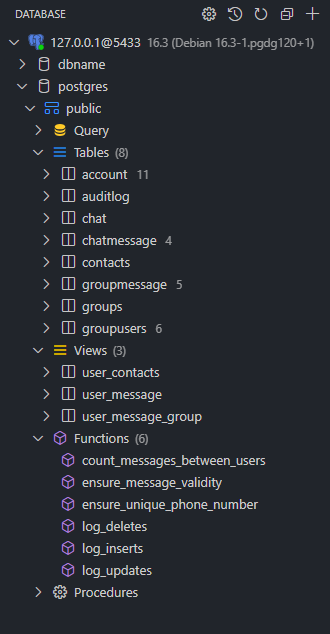 DATABASE
127.0.0.1@5433 16.3 (Debian 16.3-1.pgdg120+1)
dbname
postgres
public
Query
Tables (8)
account 11
auditlog
chat
chatmessage 4
contacts
groupmessage 5
groups
groupusers 6
Views (3)
user_contacts
user_message
user_message_group
Functions (6)
count_messages_between_users
ensure_message_validity
ensure_unique_phone_number
log_deletes
log_inserts
log_updates
Procedures